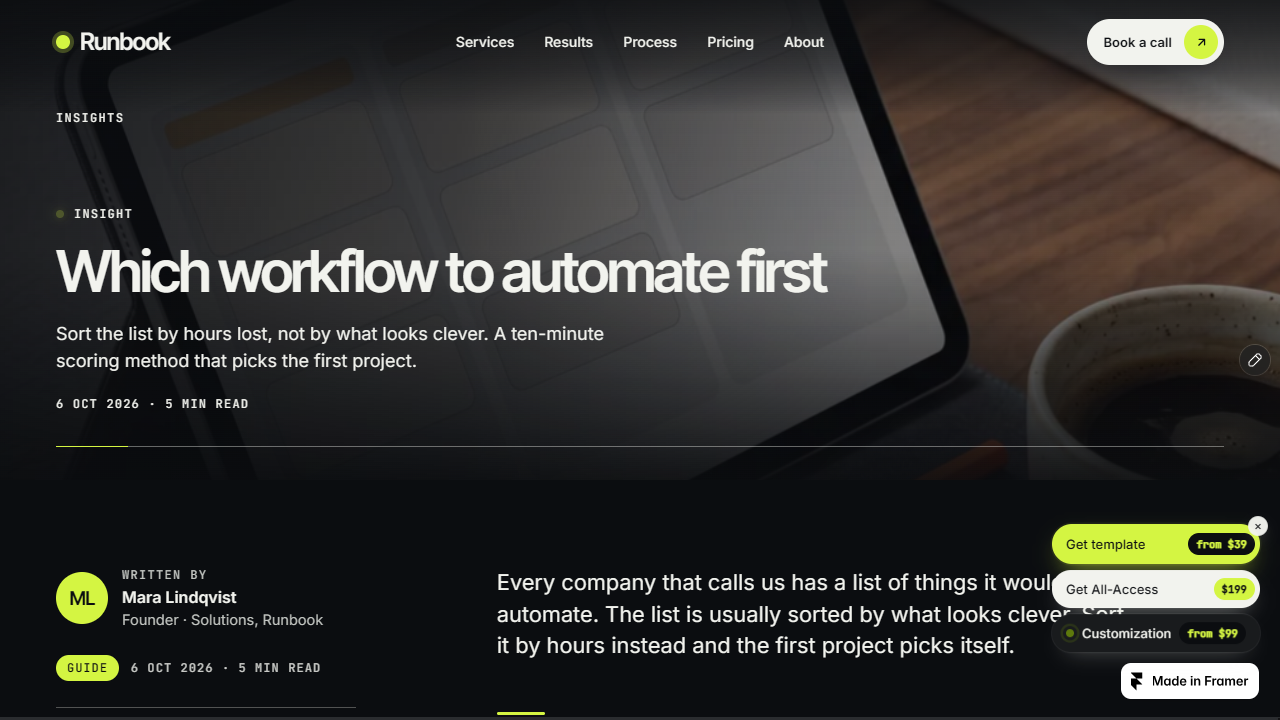 Runbook
Services
Results
Process
Pricing
About
Book a call
INSIGHTS
INSIGHT
Which workflow to automate first
Sort the list by hours lost, not by what looks clever. A ten-minute
scoring method that picks the first project.
6 OCT 2026 · 5 MIN READ
ML
WRITTEN BY
Mara Lindqvist
Founder · Solutions, Runbook
GUIDE
6 OCT 2026 · 5 MIN READ
Every company that calls us has a list of things it would
automate. The list is usually sorted by what looks clever. Sort
it by hours instead and the first project picks itself.
Get template
from $39
Get All-Access
$199
Customization
from $99
Made in Framer